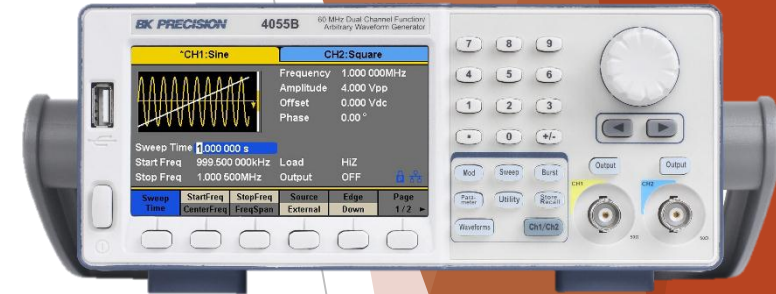 BK PRECISION 4055B 60 MHz Dual Channel Function/
Arbitrary Waveform Generator
~CH1:Sine CH2:Square
Frequency 1.000 000MHz
Amplitude 4.000 Vpp
Offset 0.000 Vdc
Phase 0.00 °
Sweep Time 1.000 000 s
Start Freq 999.500 000kHz Load HiZ
Stop Freq 1.000 500MHz Output OFF
Sweep Time StartFreq StopFreq Source Edge Page
CenterFreq FreqSpan External Down 1/2 ►
7 8 9
4 5 6
1 2 3
• 0 +/-
Mod Sweep Burst
Para-
meter Utility Store
Recall
Waveforms Ch1/Ch2
Output Output
CH1 CH2
50Ω 50Ω